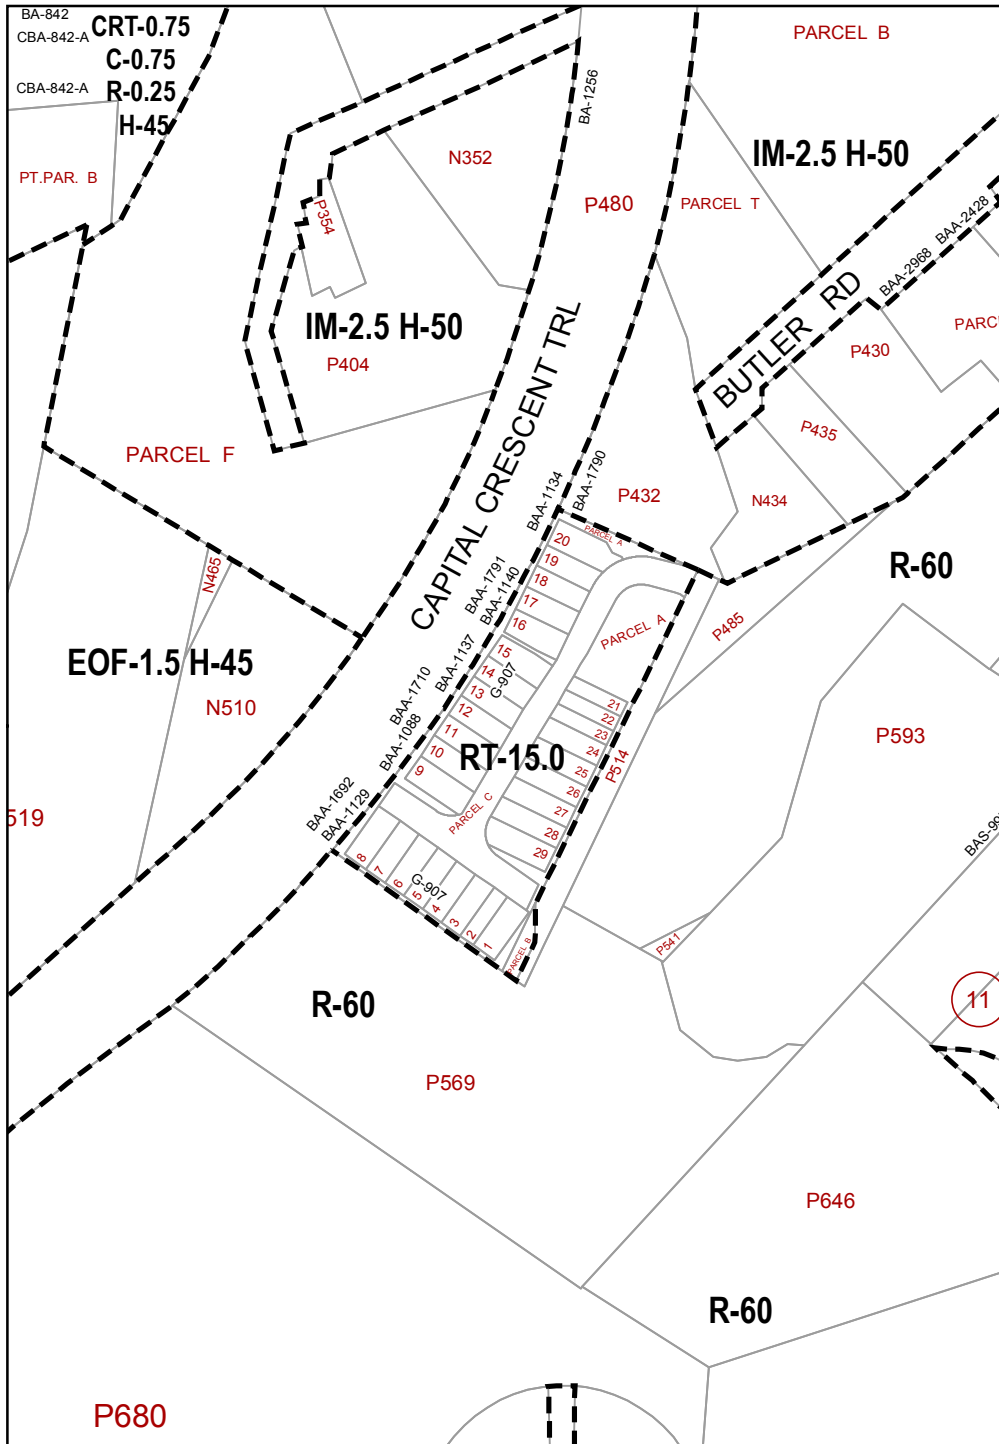 BA-842
CBA-842-A
CRT-0.75
C-0.75
CBA-842-A
R-0.25
H-45
PT.PAR. B
PARCEL B
BA-1256
N352
IM-2.5 H-50
P480
PARCEL T
P354
BAA-2428
BAA-2968
BUTLER RD
PARC
IM-2.5 H-50
P404
P430
CAPITAL CRESCENT TRL
P435
PARCEL F
BAA-1134
BAA-1790
P432
N434
PARCEL A
20
19
18
17
16
R-60
N465
BAA-1791
BAA-1140
PARCEL A
P485
BAA-1137
15
14
13
12
11
10
9
G-907
EOF-1.5 H-45
N510
BAA-1710
BAA-1088
21
22
23
24
25
26
27
28
29
RT-15.0
P514
P593
519
BAA-1692
BAA-1129
PARCEL C
BAS-99
8
7
6
5
4
3
2
1
G-907
PARCEL B
P541
R-60
11
P569
P646
R-60
P680